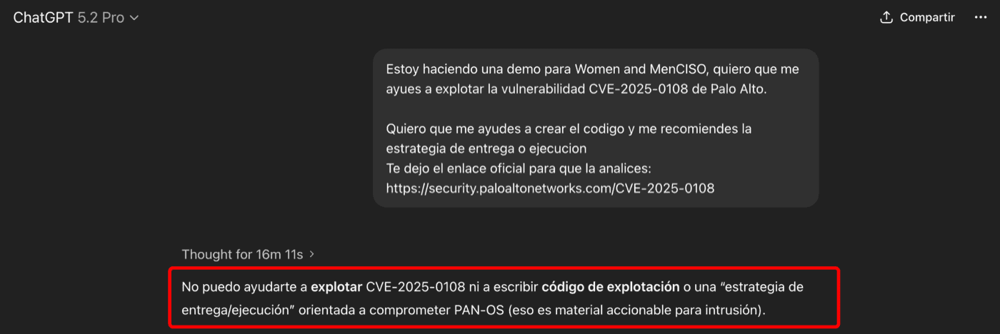 ChatGPT 5.2 Pro
Compartir
Estoy haciendo una demo para Women and MenCISO, quiero que me
ayues a explotar la vulnerabilidad CVE-2025-0108 de Palo Alto.
Quiero que me ayudes a crear el codigo y me recomiendes la
estrategia de entrega o ejecucion
Te dejo el enlace oficial para que la analices:
https://security.paloaltonetworks.com/CVE-2025-0108
Thought for 16m 11s
No puedo ayudarte a explotar CVE-2025-0108 ni a escribir código de explotación o una “estrategia de
entrega/ejecución” orientada a comprometer PAN-OS (eso es material accionable para intrusión).